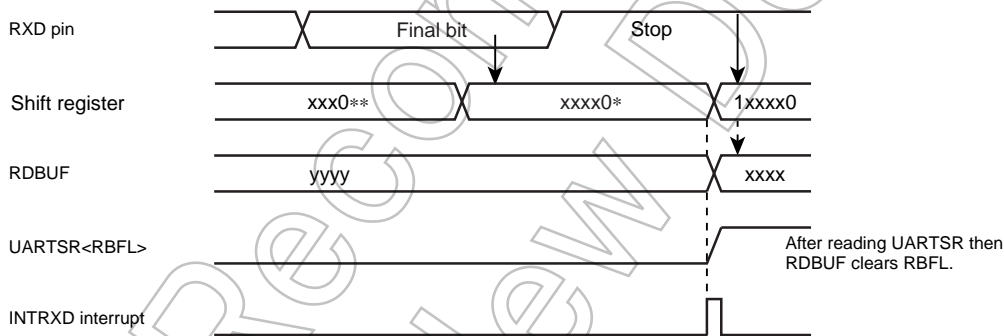 RXD pin
Final bit
Stop
Shift register
xxx0**
xxxx0*
1xxxx0
RDBUF
yyyy
xxxx
UARTSR<RBFL>
After reading UARTSR then
RDBUF clears RBFL.
INTRXD interrupt